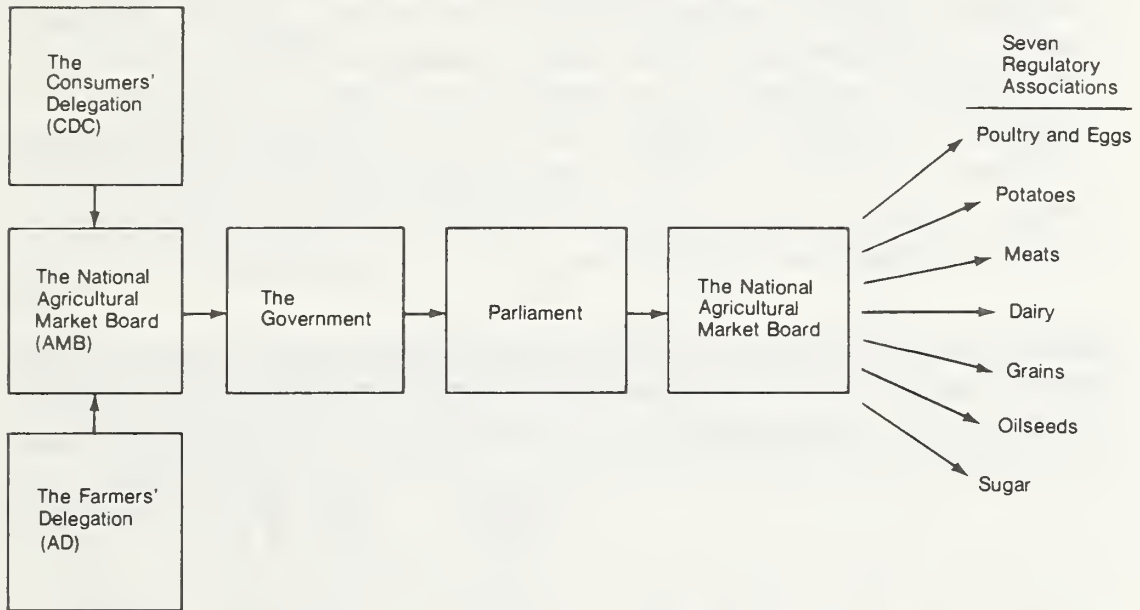 The
Consumers'
Delegation
(CDC)
The National
Agricultural
Market Board
(AMB)
The Farmers'
Delegation
(AD)
The
Government
Parliament
The National
Agricultural
Market Board
Seven
Regulatory
Associations
Poultry and Eggs
Potatoes
Meats
Dairy
Grains
Oilseeds
Sugar